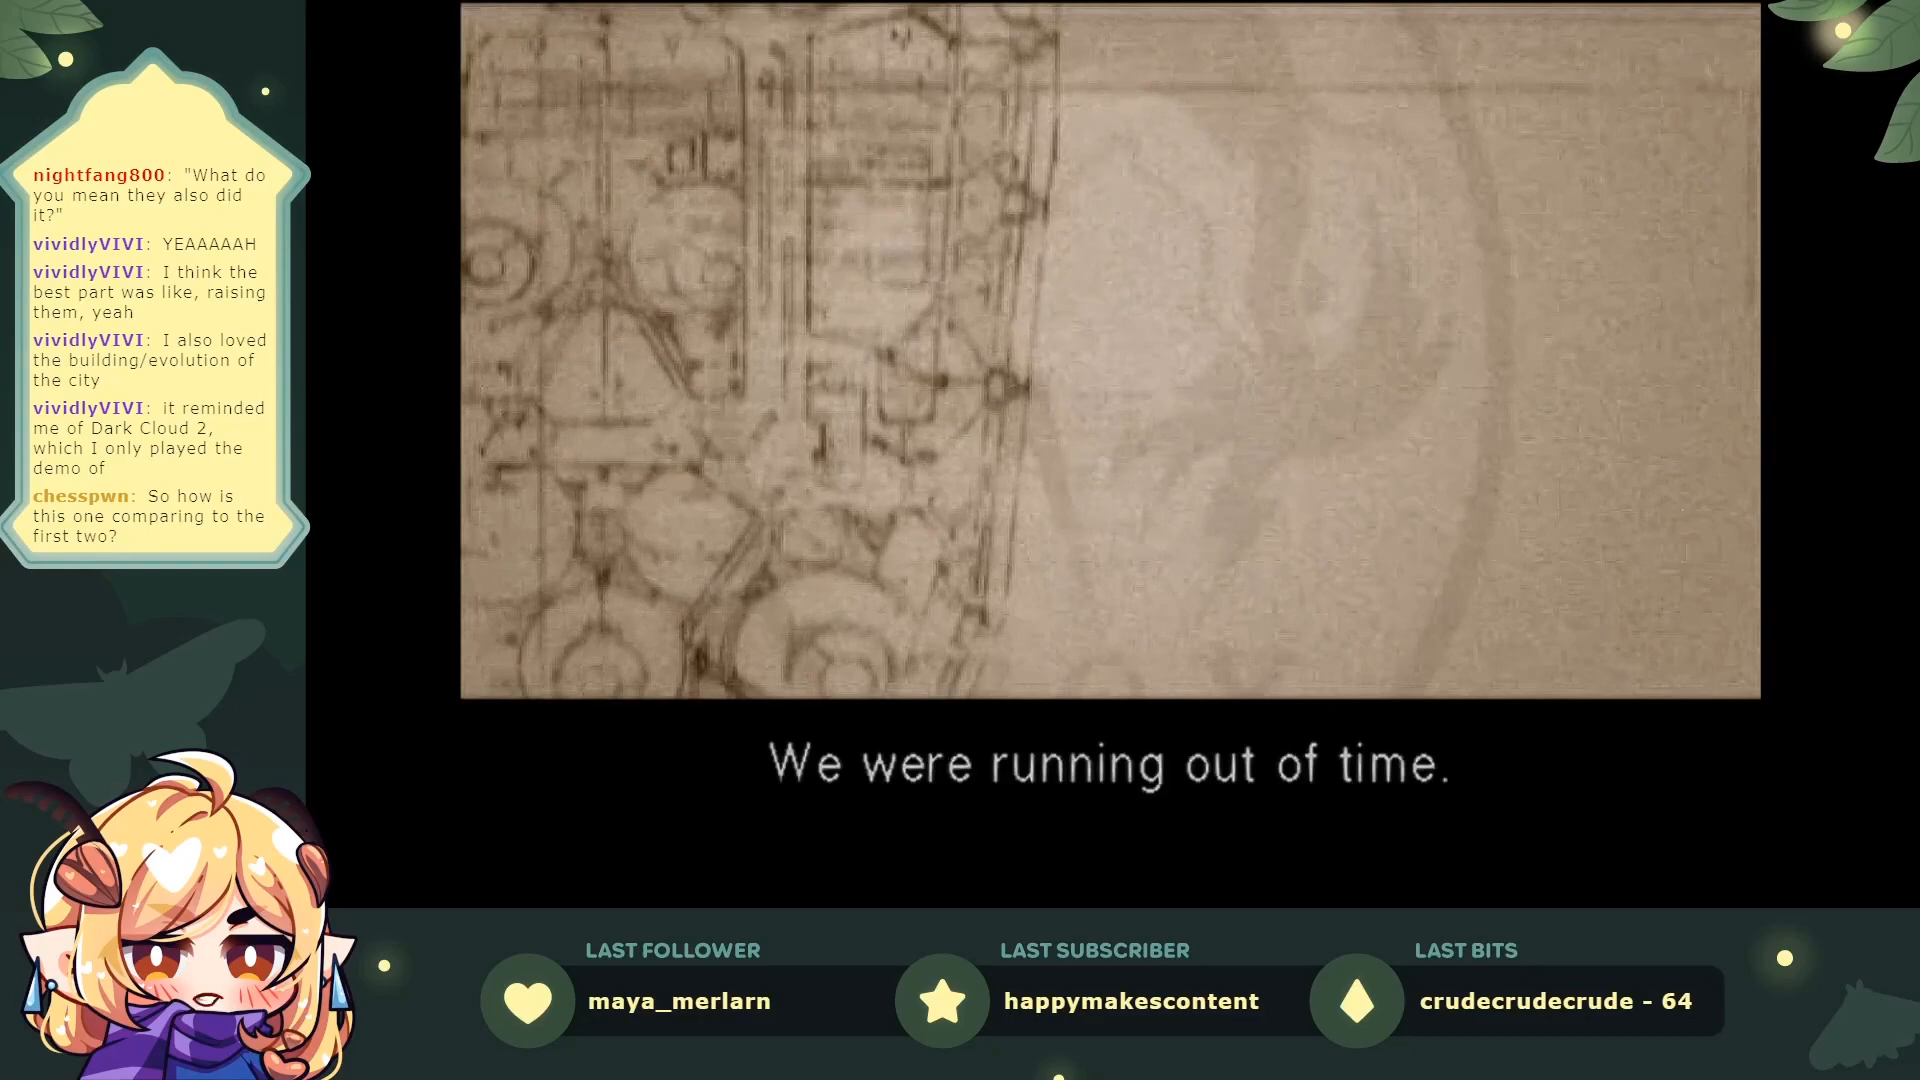 nightfang800: "What do
you mean they also did
it?"
vividlyVIVI: YEAAAAAH
vividlyVIVI: I think the
best part was like, raising
them, yeah
vividlyVIVI: I also loved
the building/evolution of
the city
vividlyVIVI: it reminded
me of Dark Cloud 2,
which I only played the
demo of
chesspwn: So how is
this one comparing to the
first two?
We were running out of time.
LAST FOLLOWER
maya_merlarn
LAST SUBSCRIBER
happymakescontent
LAST BITS
crudecrudecrude - 64